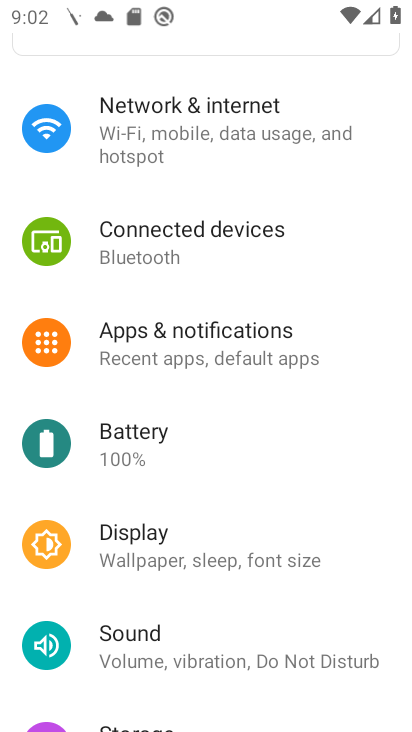 9:02
Network & internet
Wi-Fi, mobile, data usage, and
hotspot
Connected devices
Bluetooth
Apps & notifications
Recent apps, default apps
Battery
100%
Display
Wallpaper, sleep, font size
Sound
Volume, vibration, Do Not Disturb
Storage